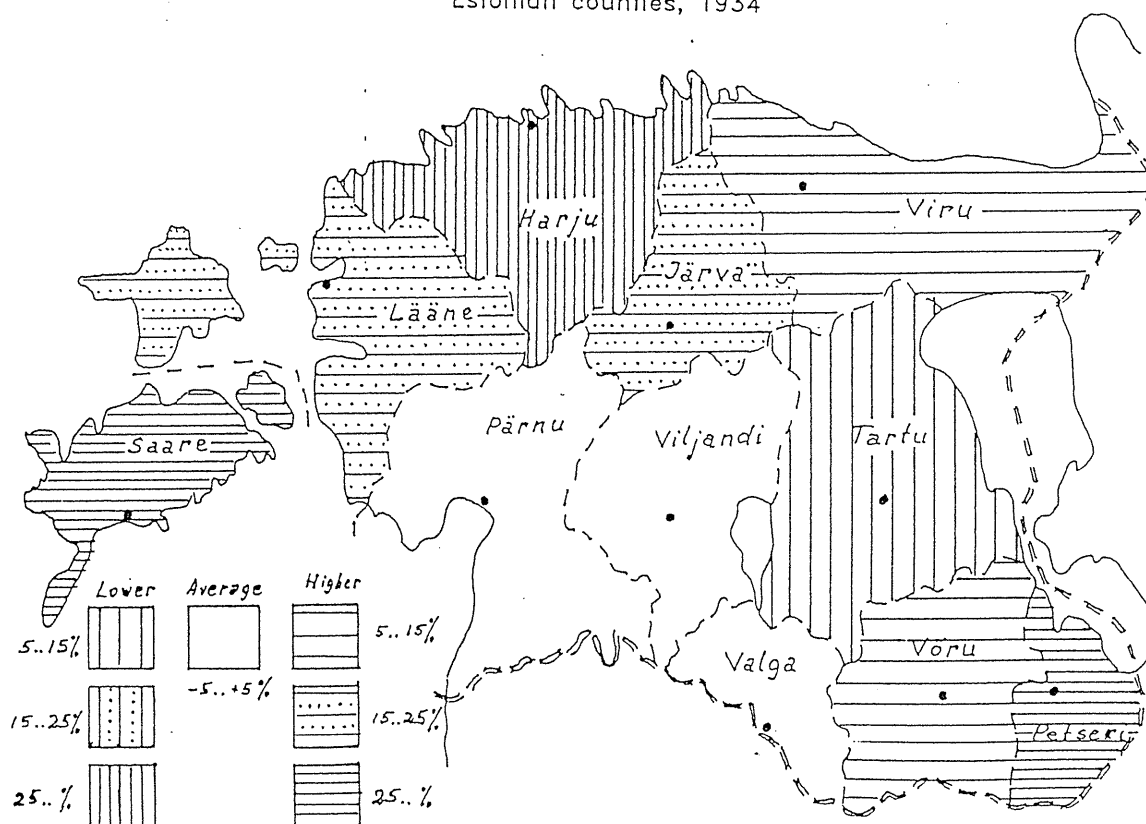 Estonian counties, 1934
Harju
Viru
Järva
Lääne
Saare
Pärnu
Viljandi
Tartu
Valga
Võru
Petseri
Lower Average Higher
5..15% 5..15%
-5..+5%
15..25% 15..25%
25..% 25..%